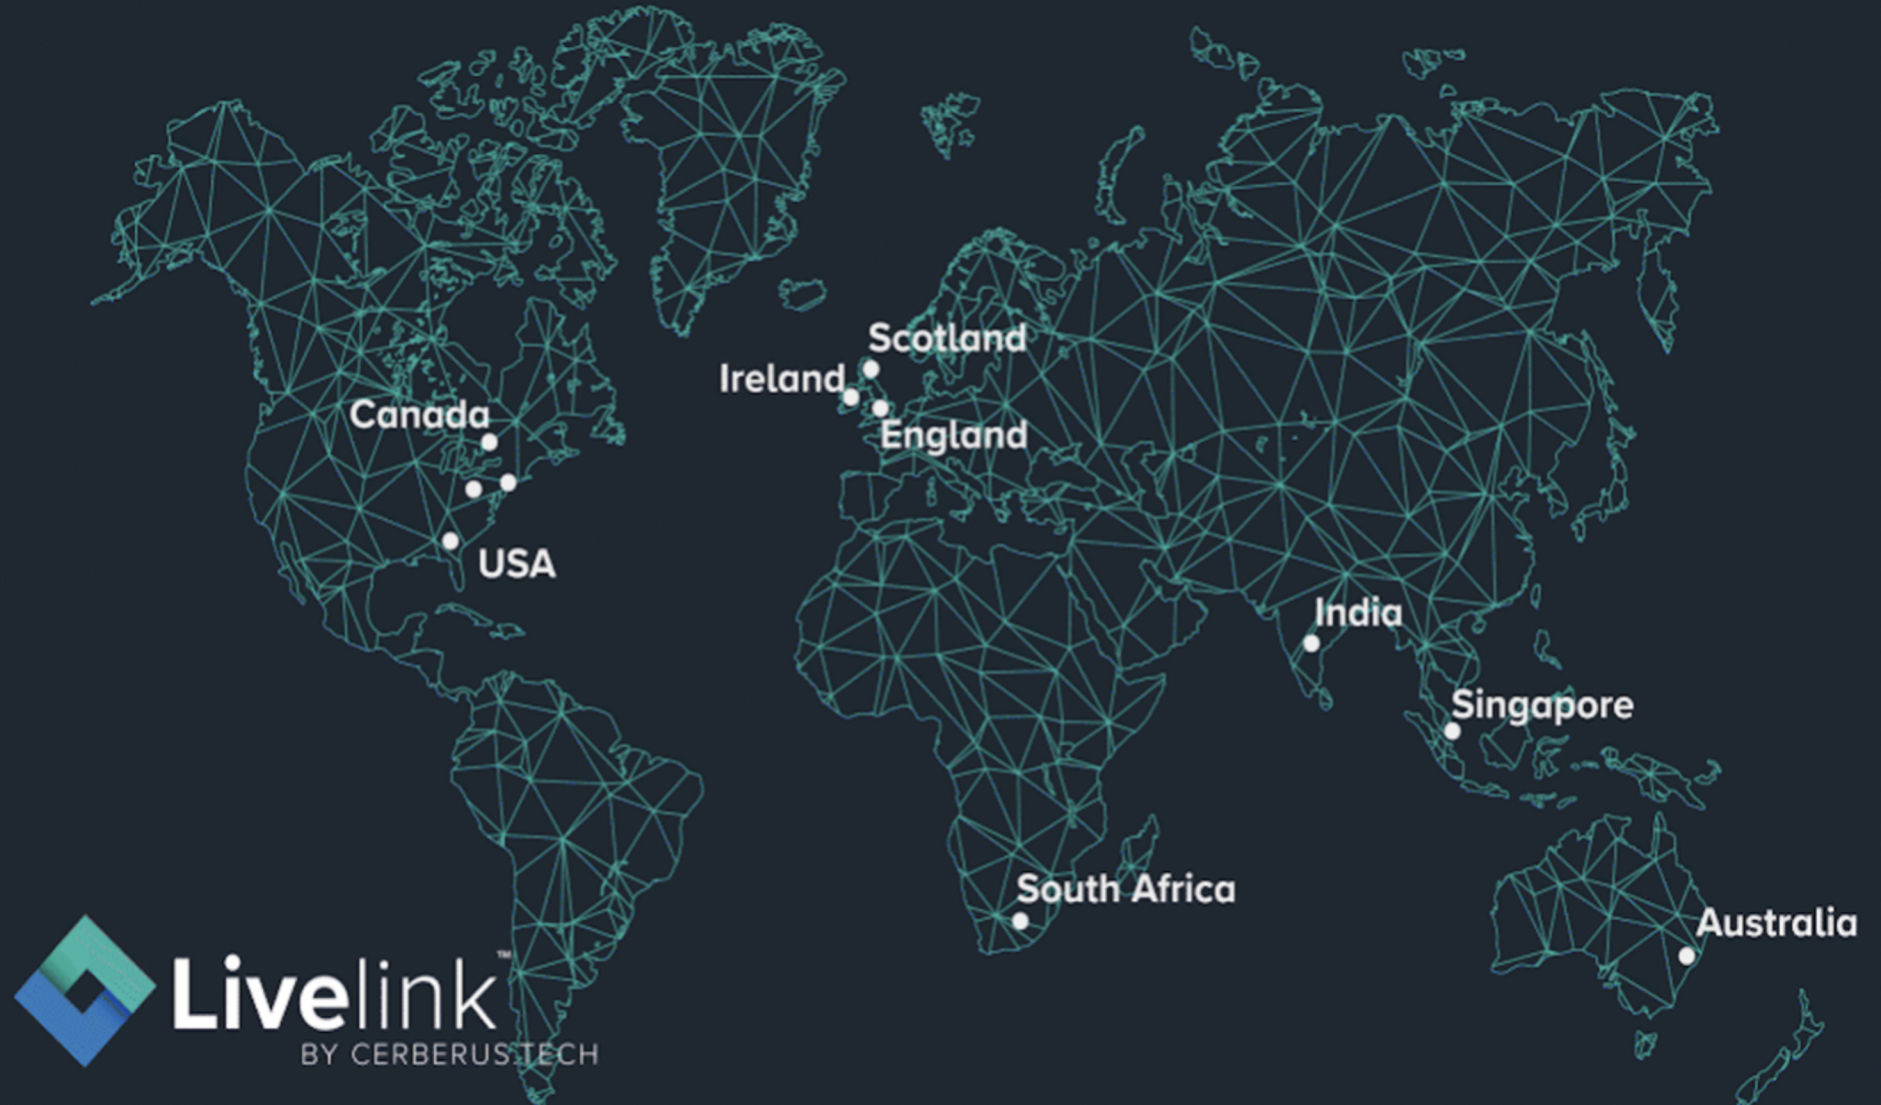 Scotland
Ireland
Canada
England
USA
India
Singapore
South Africa
Australia
Livelink™
BY CERBERUS.TECH